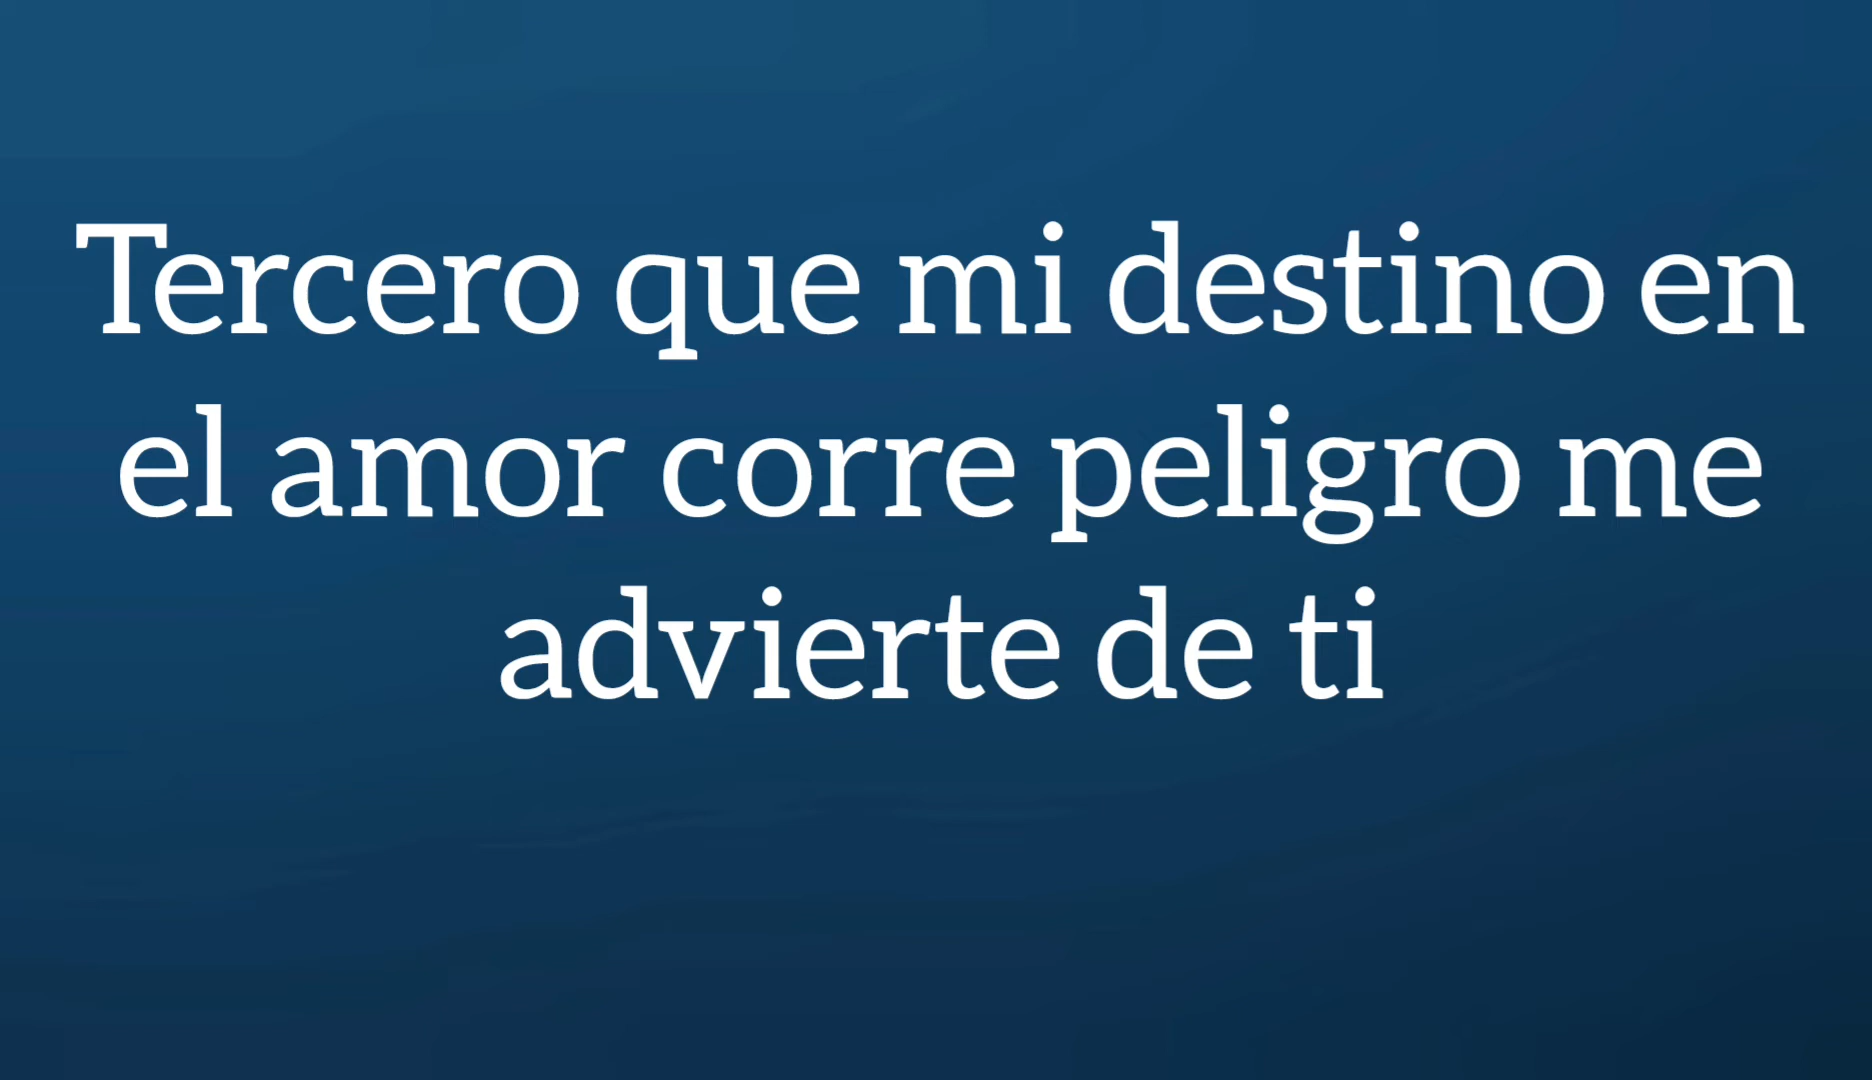 Tercero que mi destino en
el amor corre peligro me
advierte de ti